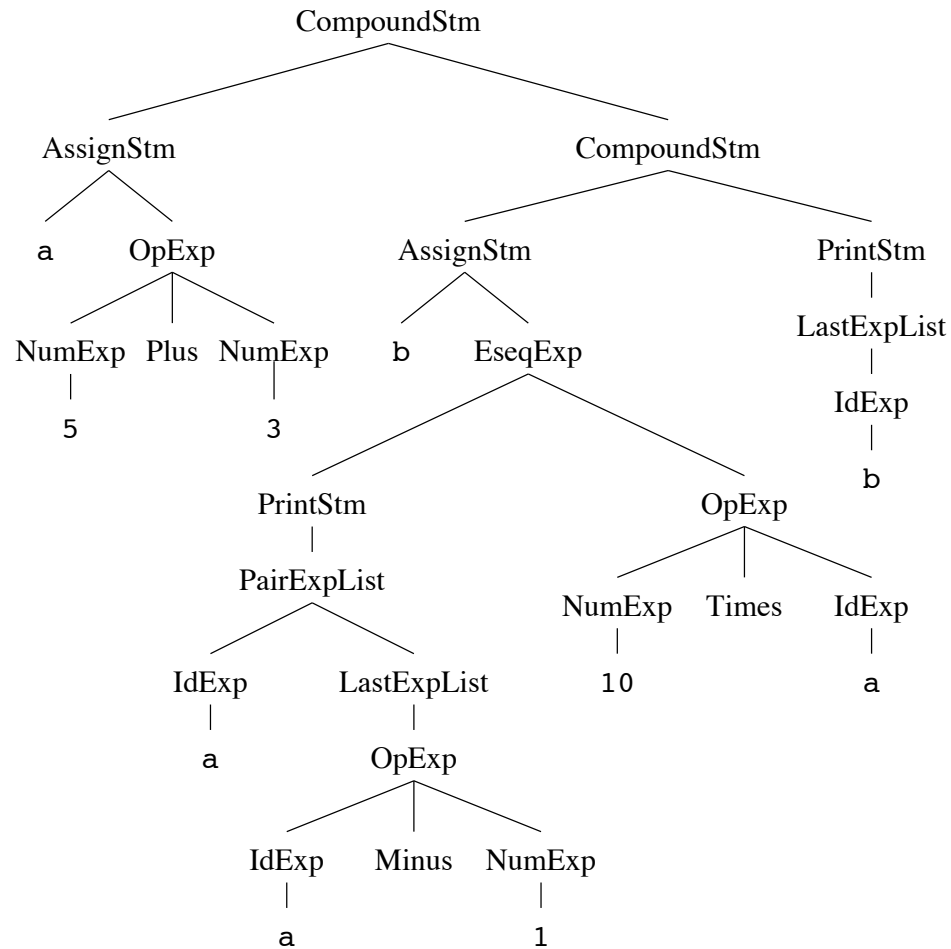 CompoundStm
AssignStm CompoundStm
a OpExp AssignStm PrintStm
LastExpList
NumExp Plus NumExp b EseqExp
IdExp
5 3
b
PrintStm OpExp
PairExpList
NumExp Times IdExp
IdExp LastExpList 10 a
a OpExp
IdExp Minus NumExp
a 1